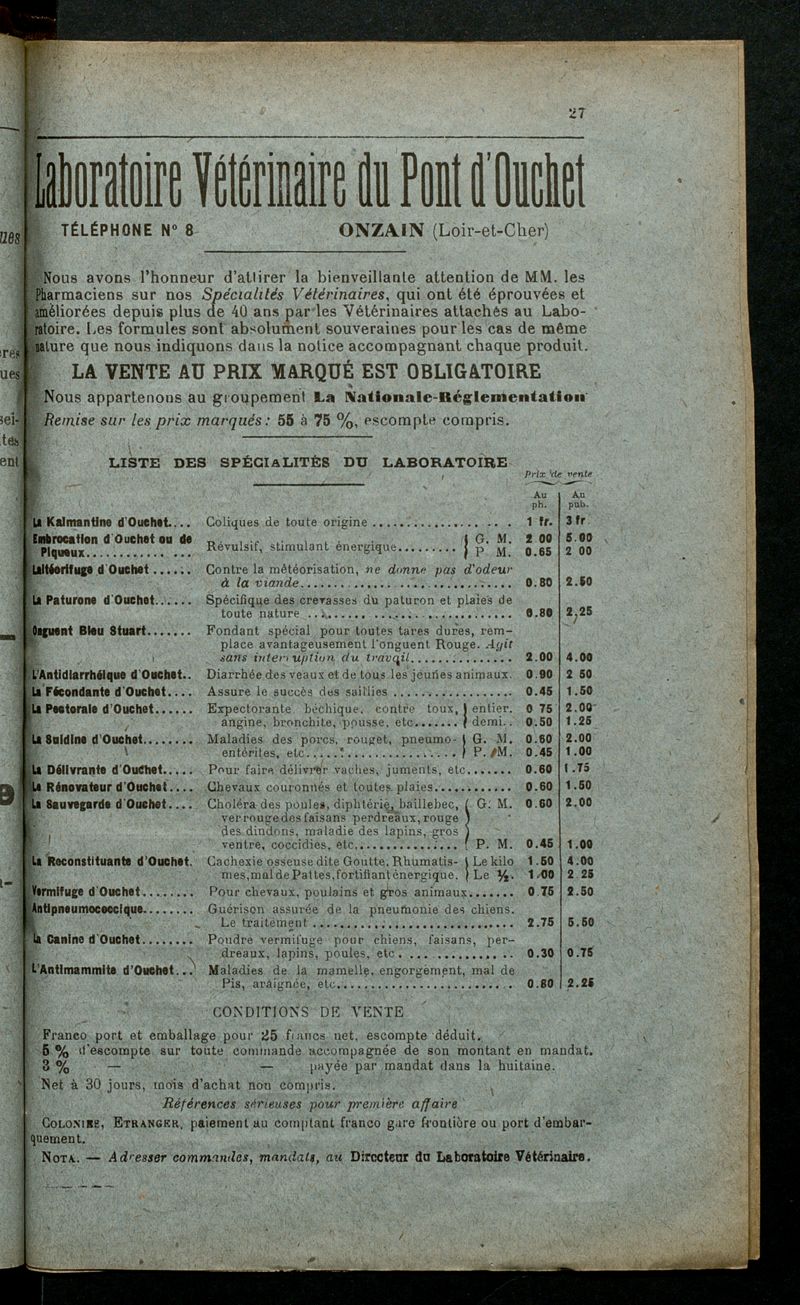 27
Laboratoire Vétérinaire du Pont d'Ouchet
TÉLÉPHONE N° 8 ONZAIN (Loir-et-Cher)
Nous avons l'honneur d'attirer la bienveillante attention de MM. les
Pharmaciens sur nos Spécialités Vétérinaires, qui ont été éprouvées et
améliorées depuis plus de 40 ans par les Vétérinaires attachés au Labo-
ratoire. Les formules sont absolument souveraines pour les cas de même
nature que nous indiquons dans la notice accompagnant chaque produit.
LA VENTE AU PRIX MARQUÉ EST OBLIGATOIRE
Nous appartenons au groupement La Nationale-Réglementation
Remise sur les prix marqués : 55 à 75 %, escompte compris.
LISTE DES SPÉCIALITÉS DU LABORATOIRE
Prix de vente
Au ph. Au pub.
La Kalmantine d'Ouchet.... Coliques de toute origine .................... 1 fr. 3 fr
Embrocation d'Ouchet ou de
Piqueux.................. Révulsif, stimulant énergique......... { G. M. 2 00 5.00
P M. 0.65 2 00
d'Ouchet ...... Contre la météorisation, ne donne pas d'odeur
à la viande.......................... 0.80 2.50
La Paturone d'Ouchet....... Spécifique des crevasses du paturon et plaies de
toute nature .......................... 0.80 2,25
Onguent Bleu Stuart....... Fondant spécial pour toutes tares dures, rem-
place avantageusement l'onguent Rouge. Agit
sans interruption du travail................ 2.00 4.00
L'Antidiarrhéique d'Ouchet.. Diarrhée des veaux et de tous les jeunes animaux. 0.90 2 50
La Fécondante d'Ouchet.... Assure le succès des saillies .................. 0.45 1.50
La Pectorale d'Ouchet...... Expectorante béchique, contre toux, } entier. 0 75 2.00
angine, bronchite, pousse, etc....... } demi.. 0.50 1.25
La Suidine d'Ouchet........ Maladies des porcs, rouget, pneumo- } G. M. 0.60 2.00
entérites, etc.................... } P. M. 0.45 1.00
La Délivrante d'Ouchet..... Pour faire délivrer vaches, juments, etc....... 0.60 1.75
Le Rénovateur d'Ouchet.... Chevaux couronnés et toutes plaies............ 0.60 1.50
La Sauvegarde d'Ouchet.... Choléra des poules, diphtérie, baillebec, { G. M. 0.60 2.00
ver rouge des faisans perdreaux, rouge
des dindons, maladie des lapins, gros
ventre, coccidies, etc................ P. M. 0.45 1.00
La Reconstituante d'Ouchet. Cachexie osseuse dite Goutte, Rhumatis- } Le kilo 1.50 4.00
mes, mal de Pattes, fortifiant énergique. } Le ½. 1.00 2 25
Vermifuge d'Ouchet......... Pour chevaux, poulains et gros animaux....... 0 75 2.50
Antipneumococcique........ Guérison assurée de la pneumonie des chiens.
Le traitement .......................... 2.75 5.50
La Canine d'Ouchet........ Poudre vermifuge pour chiens, faisans, per-
dreaux, lapins, poules, etc .................. 0.30 0.75
L'Antimammite d'Ouchet... Maladies de la mamelle, engorgement, mal de
Pis, araignée, etc.......................... 0.80 2.25
CONDITIONS DE VENTE
Franco port et emballage pour 25 francs net, escompte déduit.
5 % d'escompte sur toute commande accompagnée de son montant en mandat.
3 % — — payée par mandat dans la huitaine.
Net à 30 jours, mois d'achat non compris.
Références sérieuses pour première affaire
COLONIES, ETRANGER, paiement au comptant franco gare frontière ou port d'embar-
quement.
NOTA. — Adresser commandes, mandats, au Directeur du Laboratoire Vétérinaire.